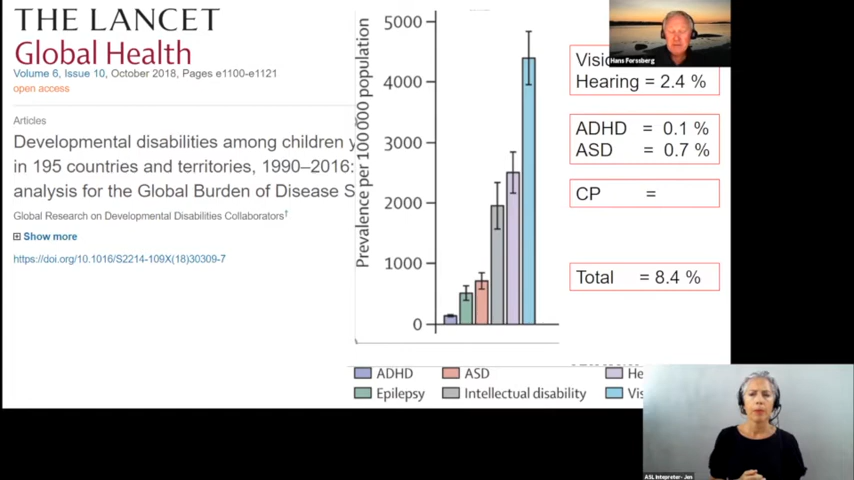 THE LANCET
Global Health
Volume 6, Issue 10, October 2018, Pages e1100-e1121
open access
Articles
Developmental disabilities among children y
in 195 countries and territories, 1990–2016:
analysis for the Global Burden of Disease S
Global Research on Developmental Disabilities Collaborators†
Show more
https://doi.org/10.1016/S2214-109X(18)30309-7
Prevalence per 100 000 population
5000
4000
3000
2000
1000
0
ADHD
ASD
He
Epilepsy
Intellectual disability
Vis
Hans Forssberg
Visi
Hearing = 2.4 %
ADHD = 0.1 %
ASD = 0.7 %
CP =
Total = 8.4 %
ASL Intepreter- Jen